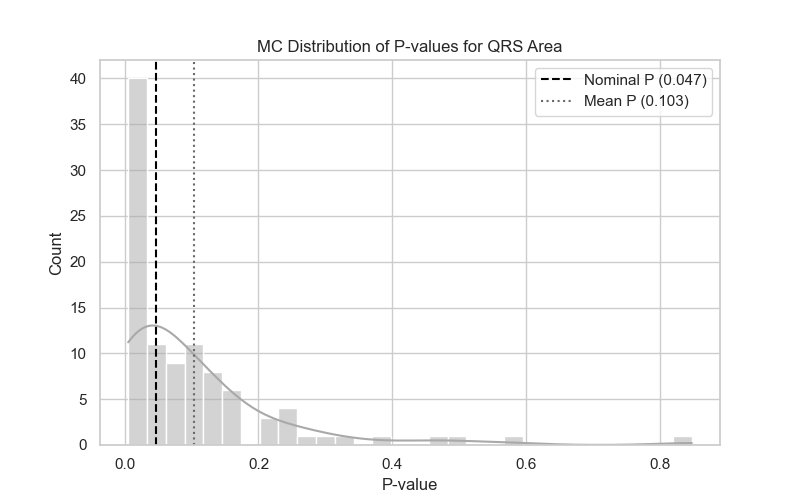 MC Distribution of P-values for QRS Area
Nominal P (0.047)
Mean P (0.103)
40
35
30
25
20
15
10
5
0
Count
0.0 0.2 0.4 0.6 0.8
P-value